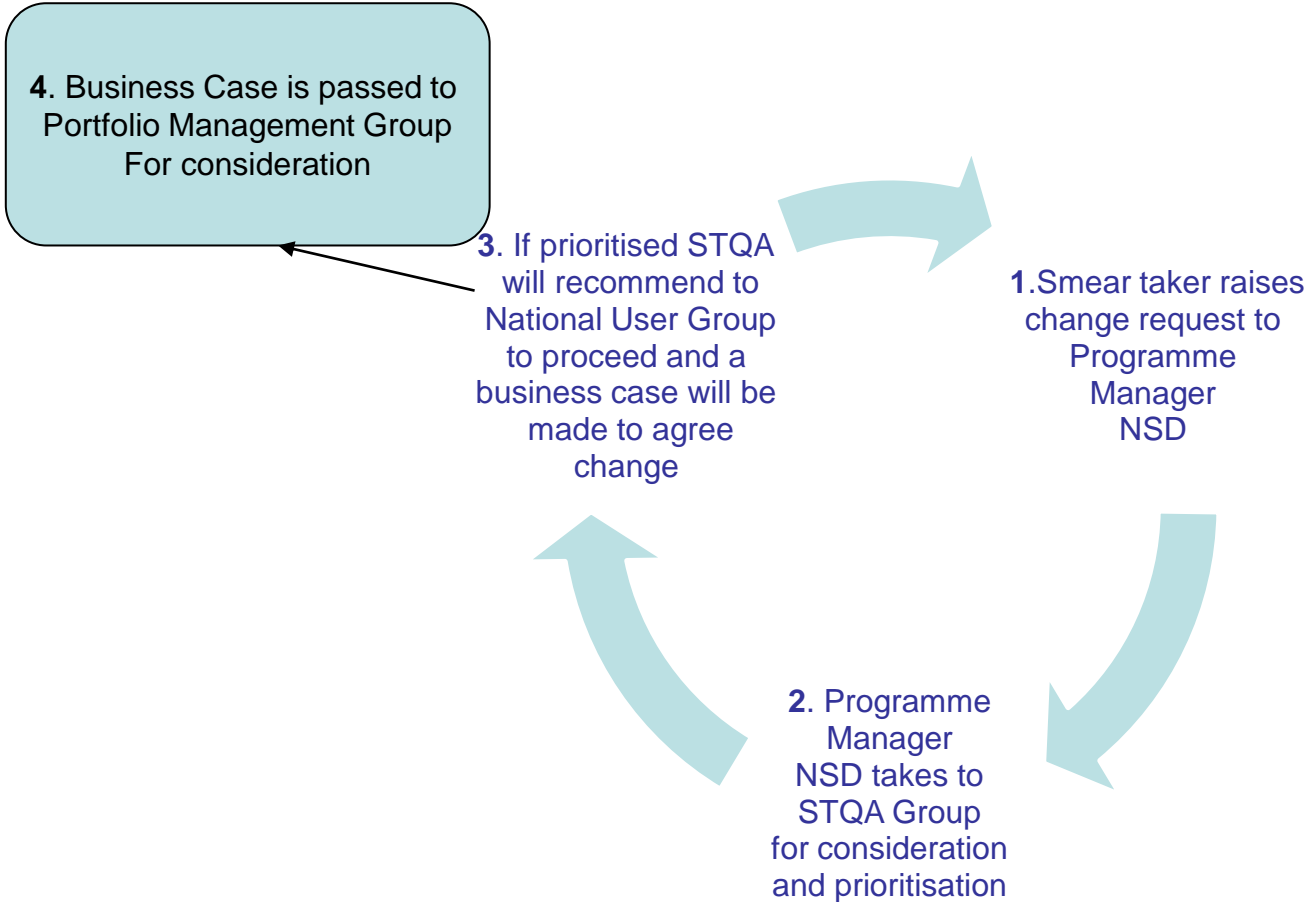 4. Business Case is passed to
Portfolio Management Group
For consideration
3. If prioritised STQA
will recommend to
National User Group
to proceed and a
business case will be
made to agree
change
1.Smear taker raises
change request to
Programme
Manager
NSD
2. Programme
Manager
NSD takes to
STQA Group
for consideration
and prioritisation